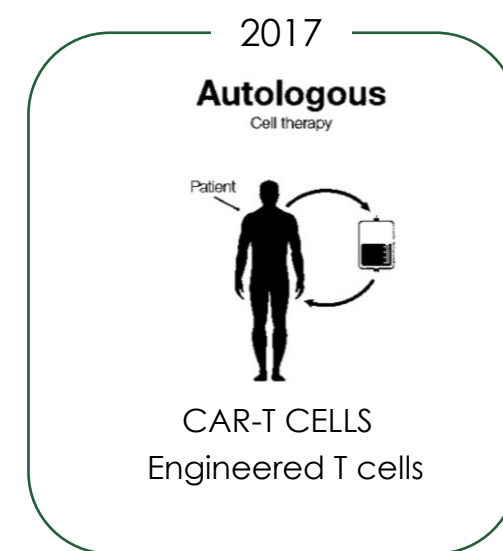 2017
Autologous
Cell therapy
Patient
CAR-T CELLS
Engineered T cells